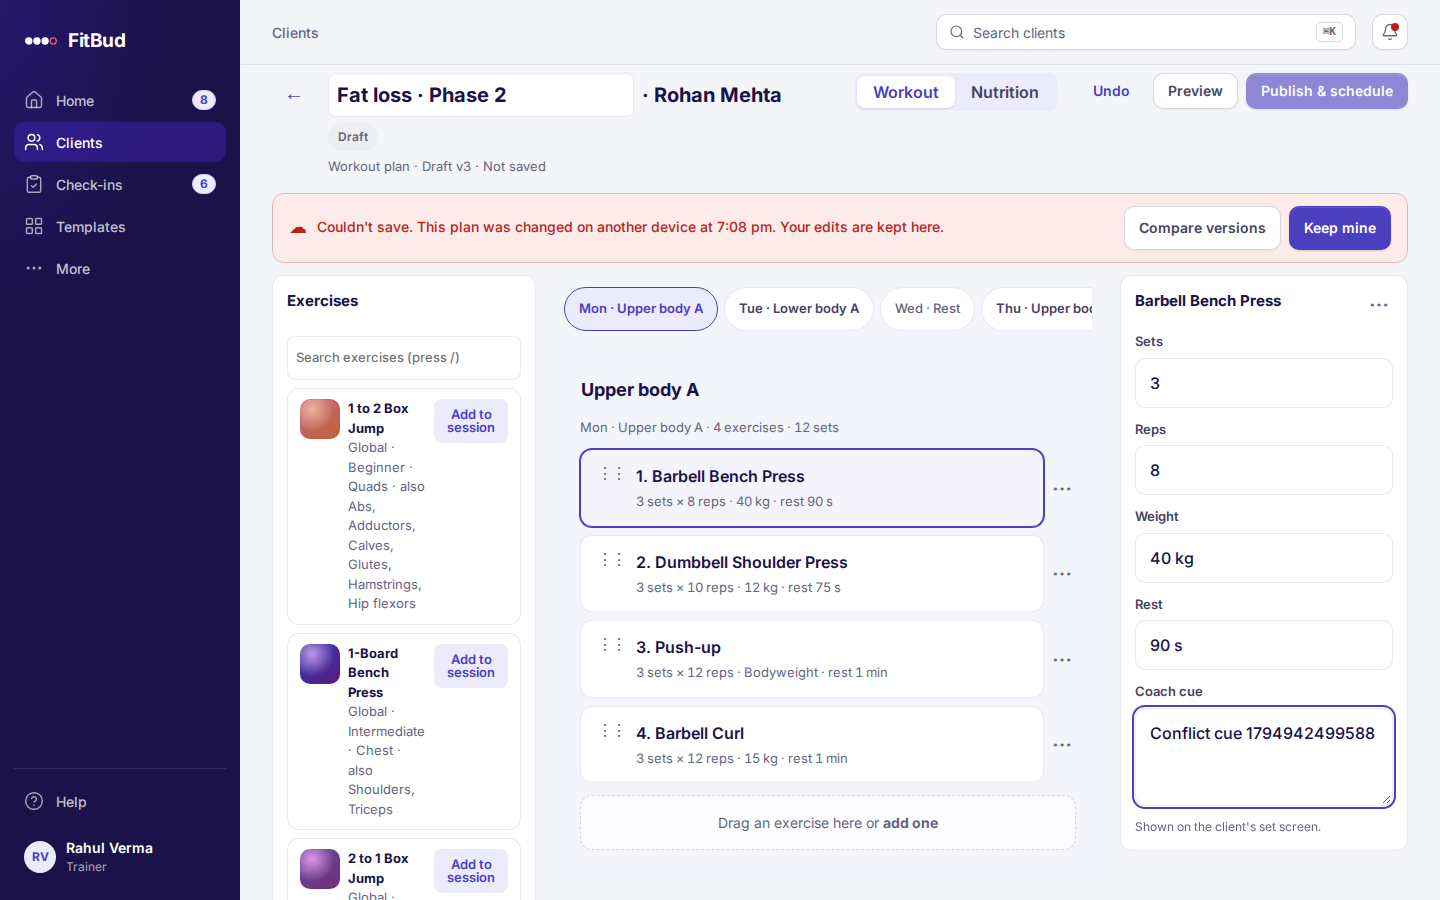 FitBud
Home 8
Clients
Check-ins 6
Templates
More
Help
RV Rahul Verma
Trainer
Clients
Search clients ⌘K
← Fat loss · Phase 2 · Rohan Mehta
Workout Nutrition Undo Preview Publish & schedule
Draft
Workout plan · Draft v3 · Not saved
Couldn't save. This plan was changed on another device at 7:08 pm. Your edits are kept here.
Compare versions Keep mine
Exercises
Search exercises (press /)
1 to 2 Box
Jump
Global ·
Beginner ·
Quads · also
Abs,
Adductors,
Calves,
Glutes,
Hamstrings,
Hip flexors
Add to
session
1-Board
Bench
Press
Global ·
Intermediate
· Chest ·
also
Shoulders,
Triceps
Add to
session
2 to 1 Box
Jump
Global ·
Add to
session
Mon · Upper body A
Tue · Lower body A
Wed · Rest
Thu · Upper bod
Upper body A
Mon · Upper body A · 4 exercises · 12 sets
1. Barbell Bench Press
3 sets × 8 reps · 40 kg · rest 90 s
2. Dumbbell Shoulder Press
3 sets × 10 reps · 12 kg · rest 75 s
3. Push-up
3 sets × 12 reps · Bodyweight · rest 1 min
4. Barbell Curl
3 sets × 12 reps · 15 kg · rest 1 min
Drag an exercise here or add one
Barbell Bench Press
Sets
3
Reps
8
Weight
40 kg
Rest
90 s
Coach cue
Conflict cue 1794942499588
Shown on the client's set screen.